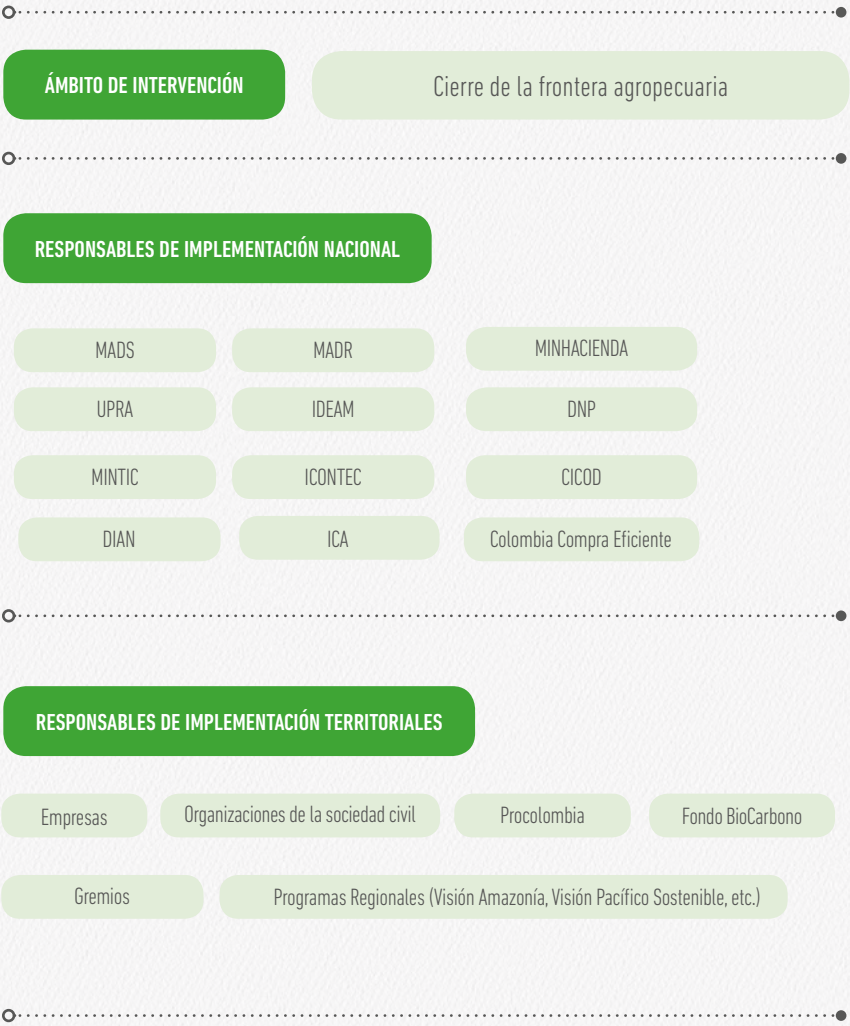 ÁMBITO DE INTERVENCIÓN
Cierre de la frontera agropecuaria
RESPONSABLES DE IMPLEMENTACIÓN NACIONAL
MADS
MADR
MINHACIENDA
UPRA
IDEAM
DNP
MINTIC
ICONTEC
CICOD
DIAN
ICA
Colombia Compra Eficiente
RESPONSABLES DE IMPLEMENTACIÓN TERRITORIALES
Empresas
Organizaciones de la sociedad civil
Procolombia
Fondo BioCarbono
Gremios
Programas Regionales (Visión Amazonía, Visión Pacífico Sostenible, etc.)